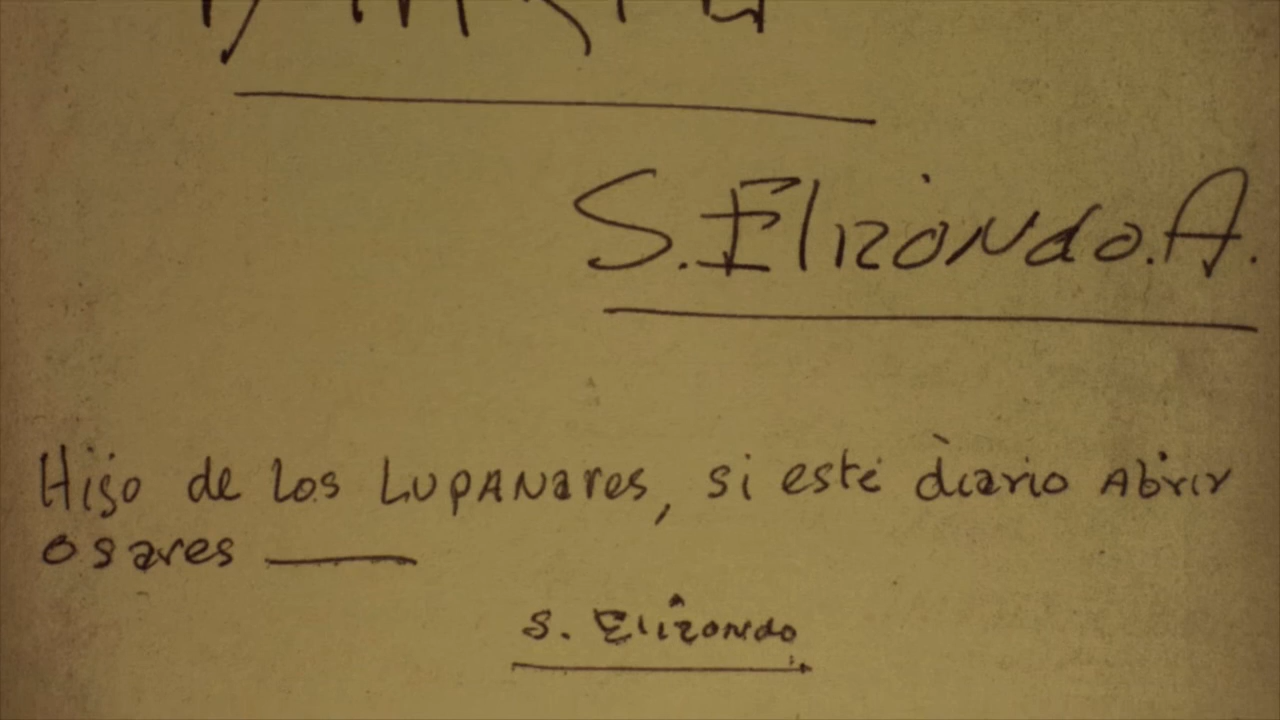 S. Elizondo. A.
Hijo de los LUPANares, si este diario Abrir
osares
S. Elizondo